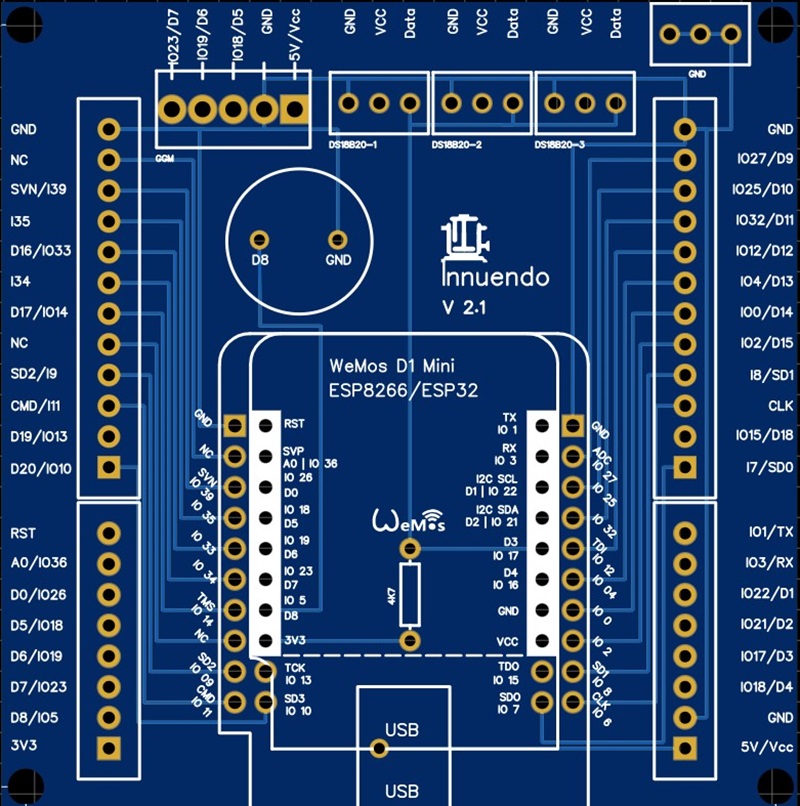 IO23/D7
IO19/D6
IO18/D5
GND
5V/Vcc
GND
VCC
Data
GND
VCC
Data
GND
VCC
Data
GND
GGM
DS18B20-1
DS18B20-2
DS18B20-3
GND
NC
SVN/I39
I35
D16/IO33
I34
D17/IO14
NC
SD2/I9
CMD/I11
D19/IO13
D20/IO10
RST
A0/IO36
D0/IO26
D5/IO18
D6/IO19
D7/IO23
D8/IO5
3V3
D8
GND
Innuendo
V 2.1
WeMos D1 Mini
ESP8266/ESP32
GND
NC
SVN
IO 39
IO 35
IO 33
IO 34
TMS
IO 14
NC
SD2
IO 09
CMD
IO 11
RST
SVP
A0 | IO 36
IO 26
D0
IO 18
D5
IO 19
D6
IO 23
D7
IO 5
D8
3V3
TCK
IO 13
SD3
IO 10
WeMos
4K7
TX
IO 1
RX
IO 3
I2C SCL
D1 | IO 22
I2C SDA
D2 | IO 21
D3
IO 17
D4
IO 16
GND
VCC
TDO
IO 15
SD0
IO 7
GND
ADC
IO 27
IO 25
IO 32
TDI
IO 12
IO 04
IO 0
IO 2
SD1
IO 8
CLK
IO 6
USB
USB
GND
IO27/D9
IO25/D10
IO32/D11
IO12/D12
IO4/D13
IO0/D14
IO2/D15
I8/SD1
CLK
IO15/D18
I7/SD0
IO1/TX
IO3/RX
IO22/D1
IO21/D2
IO17/D3
IO18/D4
GND
5V/Vcc